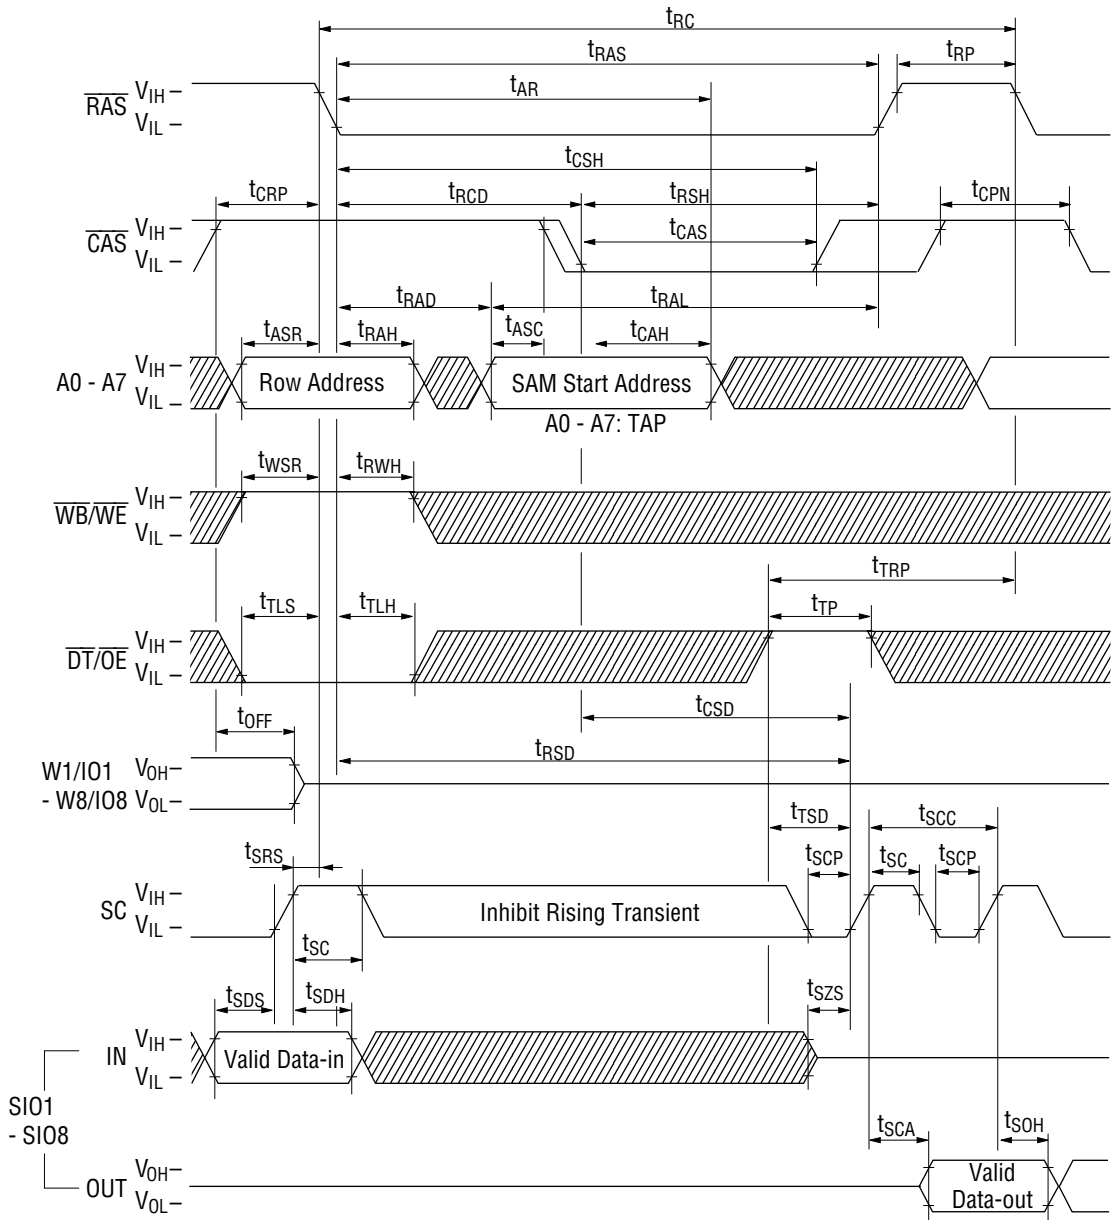 tRC
tRAS tRP
tAR
RAS VIH
VIL
tCSH
tCRP tRCD tRSH tCPN
CAS VIH
VIL
tCAS
tRAD tRAL
tASR tRAH tASC tCAH
A0 - A7 VIH
VIL
Row Address SAM Start Address
A0 - A7: TAP
tWSR tRWH
WB/WE VIH
VIL
tTRP
tTLS tTLH tTP
DT/OE VIH
VIL
tCSD
tOFF tRSD
W1/IO1
- W8/IO8
VOH
VOL
tTSD tSCC
tSRS tSCP tSC tSCP
SC VIH
VIL
Inhibit Rising Transient
tSC
tSDS tSDH tSZS
IN VIH
VIL
Valid Data-in
SIO1
- SIO8
tSCA tSOH
OUT VOH
VOL
Valid
Data-out